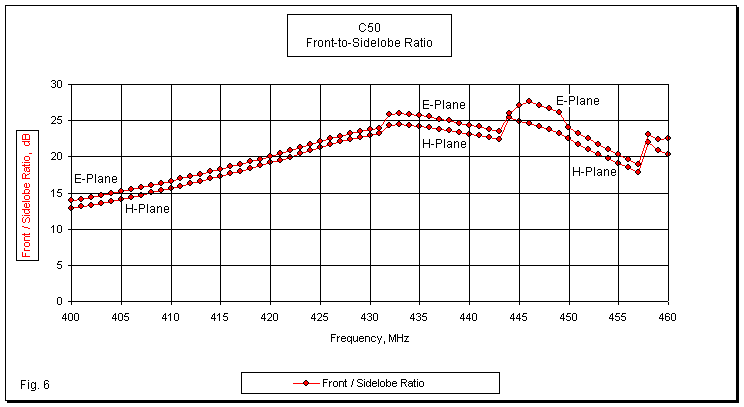 C50
Front-to-Sidelobe Ratio
30
25
20
15
10
5
0
Front / Sidelobe Ratio, dB
E-Plane
H-Plane
E-Plane
H-Plane
E-Plane
H-Plane
400 405 410 415 420 425 430 435 440 445 450 455 460
Frequency, MHz
Front / Sidelobe Ratio
Fig. 6